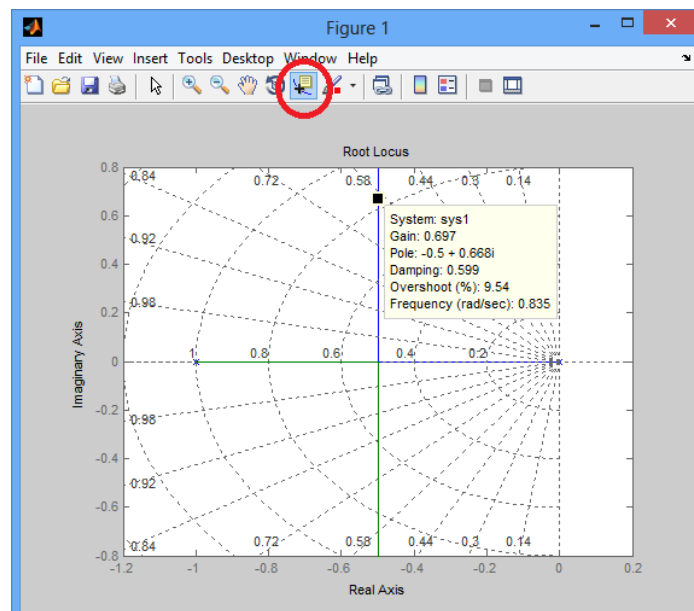 Figure 1
File Edit View Insert Tools Desktop Window Help
Root Locus
0.8
0.84 0.72 0.58 0.44 0.3 0.14
0.6
System: sys1
Gain: 0.697
Pole: -0.5 + 0.668i
Damping: 0.599
Overshoot (%): 9.54
Frequency (rad/sec): 0.835
0.92
0.4
0.98
0.2
1 0.8 0.6 0.4 0.2
0
Imaginary Axis
-0.2
0.98
-0.4
0.92
-0.6
0.84 0.72 0.58 0.44 0.3 0.14
-0.8
-1.2 -1 -0.8 -0.6 -0.4 -0.2 0 0.2
Real Axis